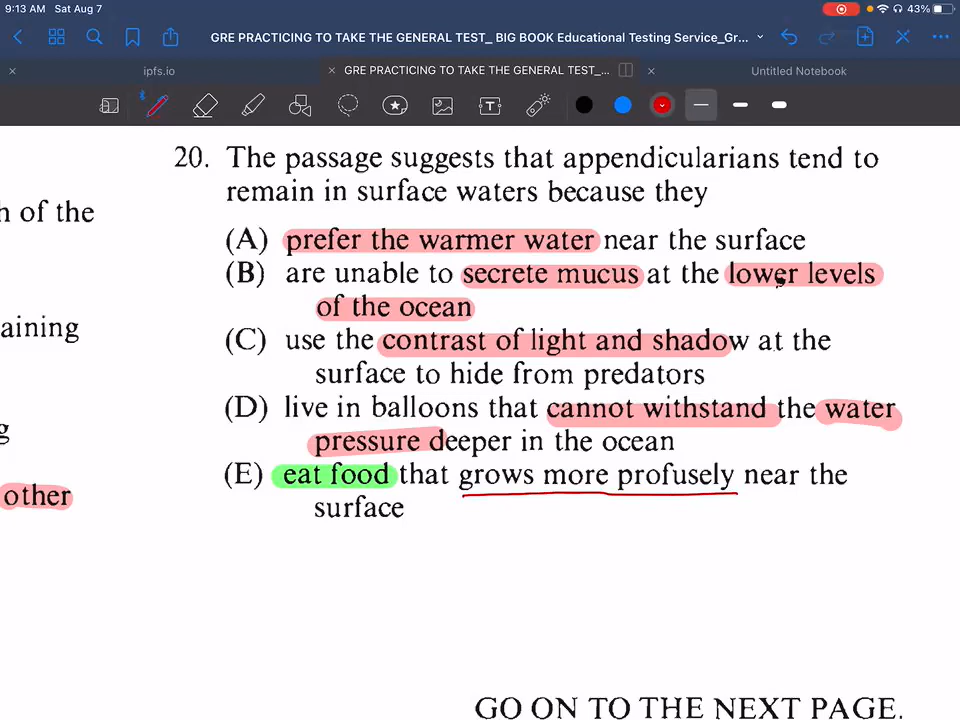 9:13 AM Sat Aug 7
43%
GRE PRACTICING TO TAKE THE GENERAL TEST_ BIG BOOK Educational Testing Service_Gr...
ipfs.io
GRE PRACTICING TO TAKE THE GENERAL TEST_...
Untitled Notebook
h of the
aining
g
other
20. The passage suggests that appendicularians tend to
remain in surface waters because they
(A) prefer the warmer water near the surface
(B) are unable to secrete mucus at the lower levels
of the ocean
(C) use the contrast of light and shadow at the
surface to hide from predators
(D) live in balloons that cannot withstand the water
pressure deeper in the ocean
(E) eat food that grows more profusely near the
surface
GO ON TO THE NEXT PAGE.